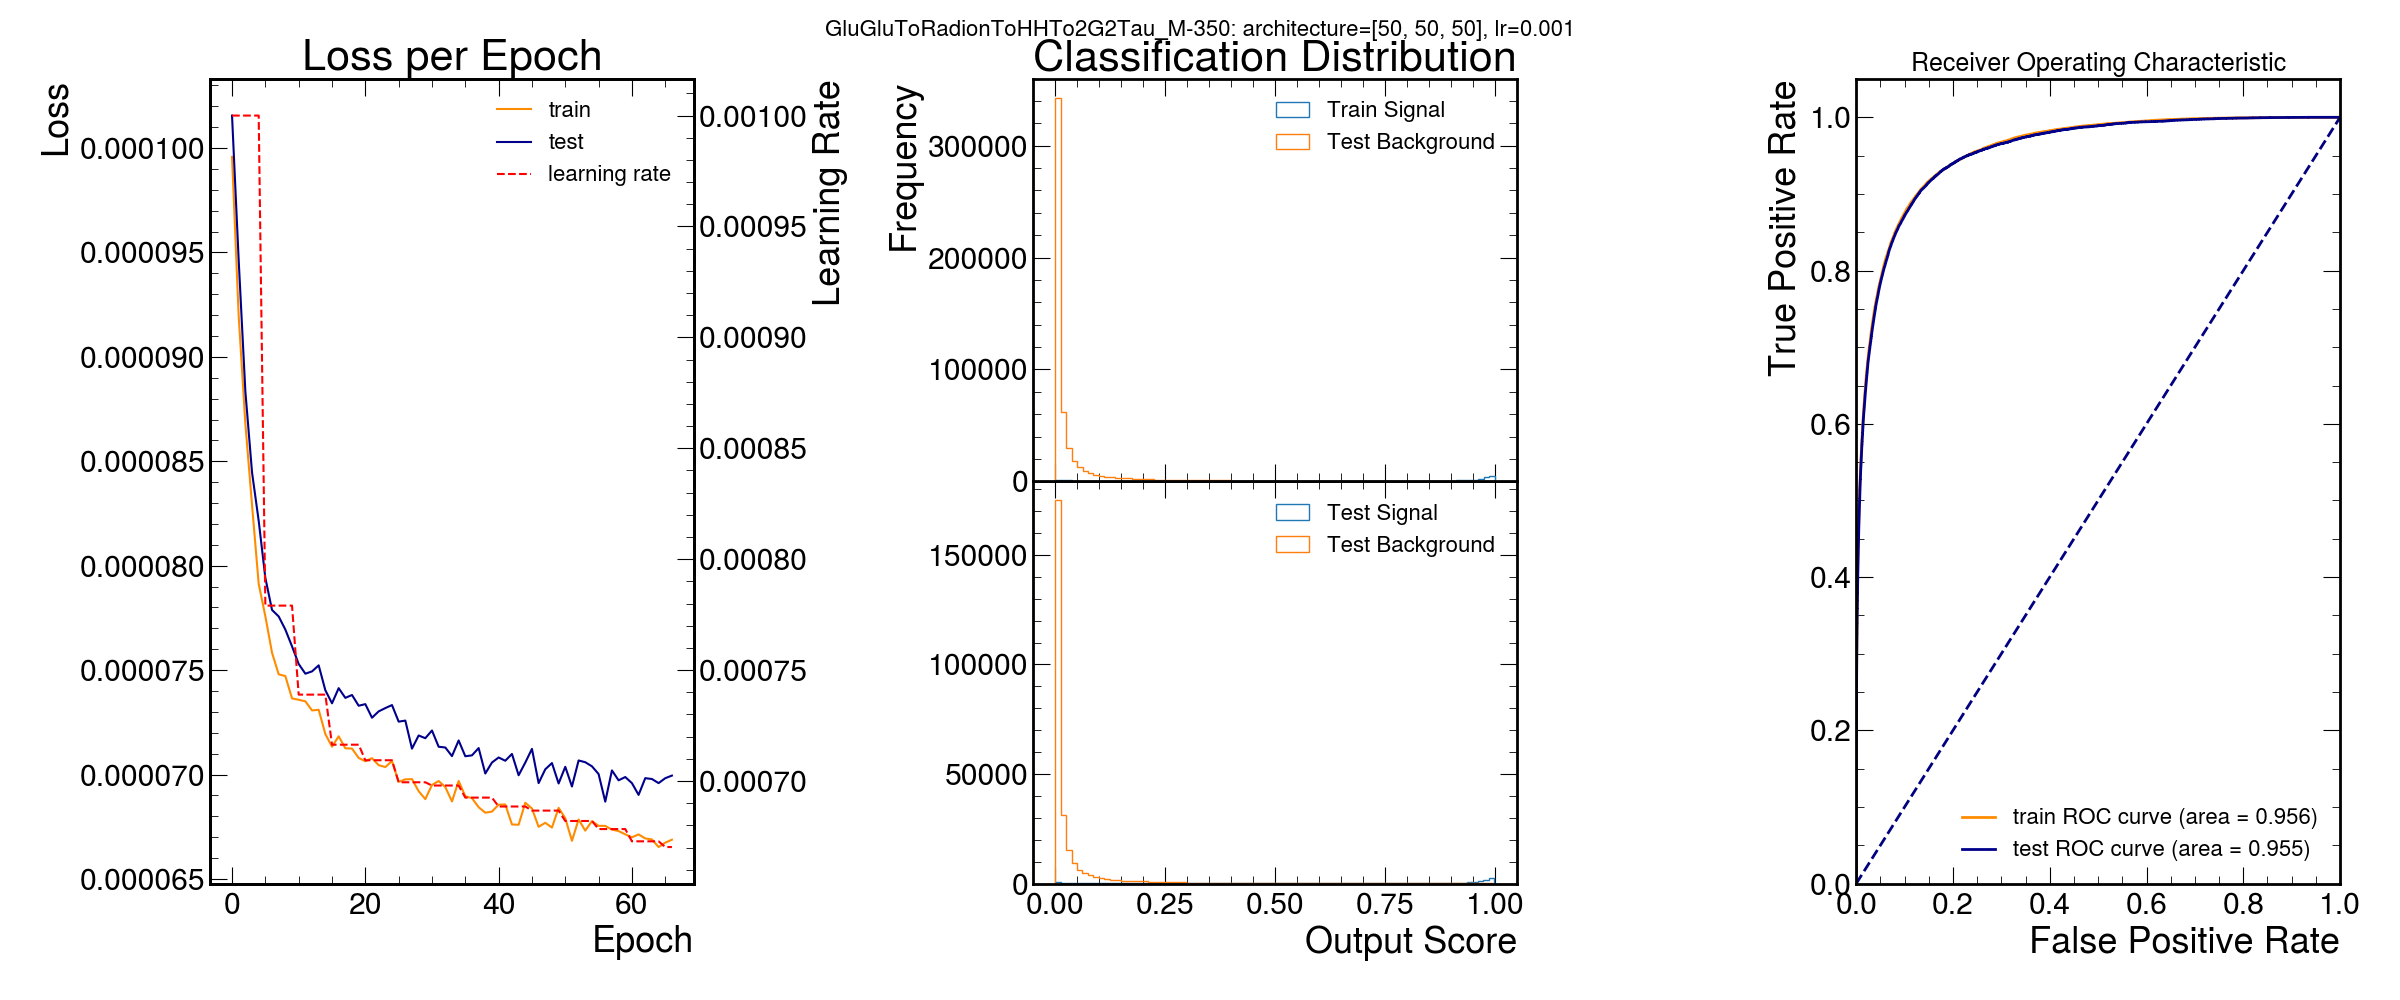 GluGluToRadionToHHTo2G2Tau_M-350: architecture=[50, 50, 50], lr=0.001
Loss per Epoch
Loss
0.000100
0.000095
0.000090
0.000085
0.000080
0.000075
0.000070
0.000065
train
test
learning rate
0.00100
0.00095
0.00090
0.00085
0.00080
0.00075
0.00070
Learning Rate
0 20 40 60
Epoch
Classification Distribution
Frequency
300000
200000
100000
0
Train Signal
Test Background
150000
100000
50000
0
Test Signal
Test Background
0.00 0.25 0.50 0.75 1.00
Output Score
Receiver Operating Characteristic
True Positive Rate
1.0
0.8
0.6
0.4
0.2
0.0
train ROC curve (area = 0.956)
test ROC curve (area = 0.955)
0.0 0.2 0.4 0.6 0.8 1.0
False Positive Rate